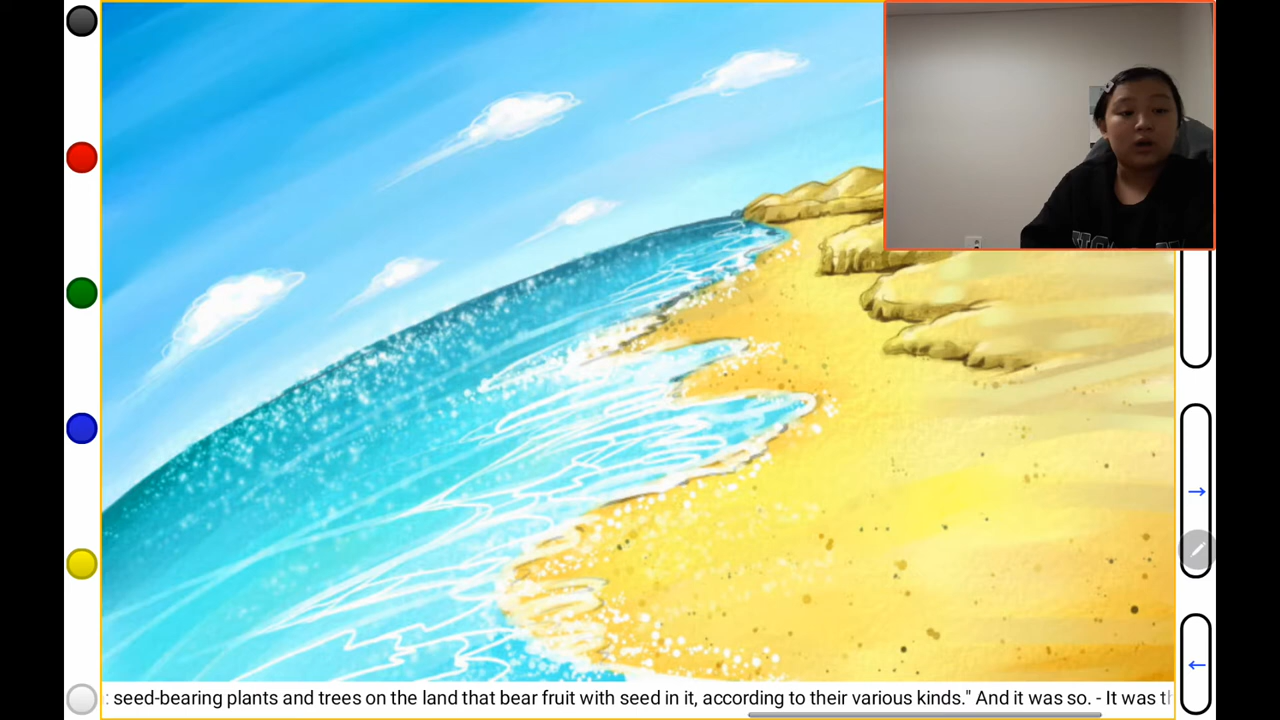 : seed-bearing plants and trees on the land that bear fruit with seed in it, according to their various kinds." And it was so. - It was